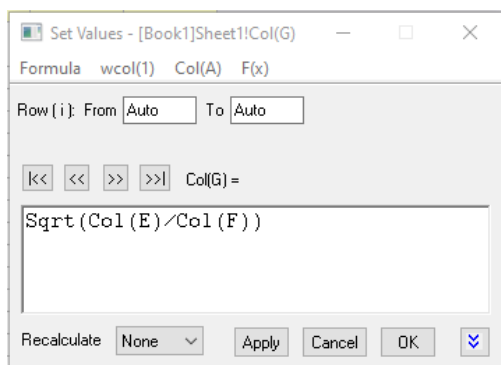 Set Values - [Book1]Sheet1!Col(G)
Formula wcol(1) Col(A) F(x)
Row ( i ): From Auto To Auto
|<< << >> >>| Col(G) =
Sqrt(Col(E)/Col(F))
Recalculate None Apply Cancel OK